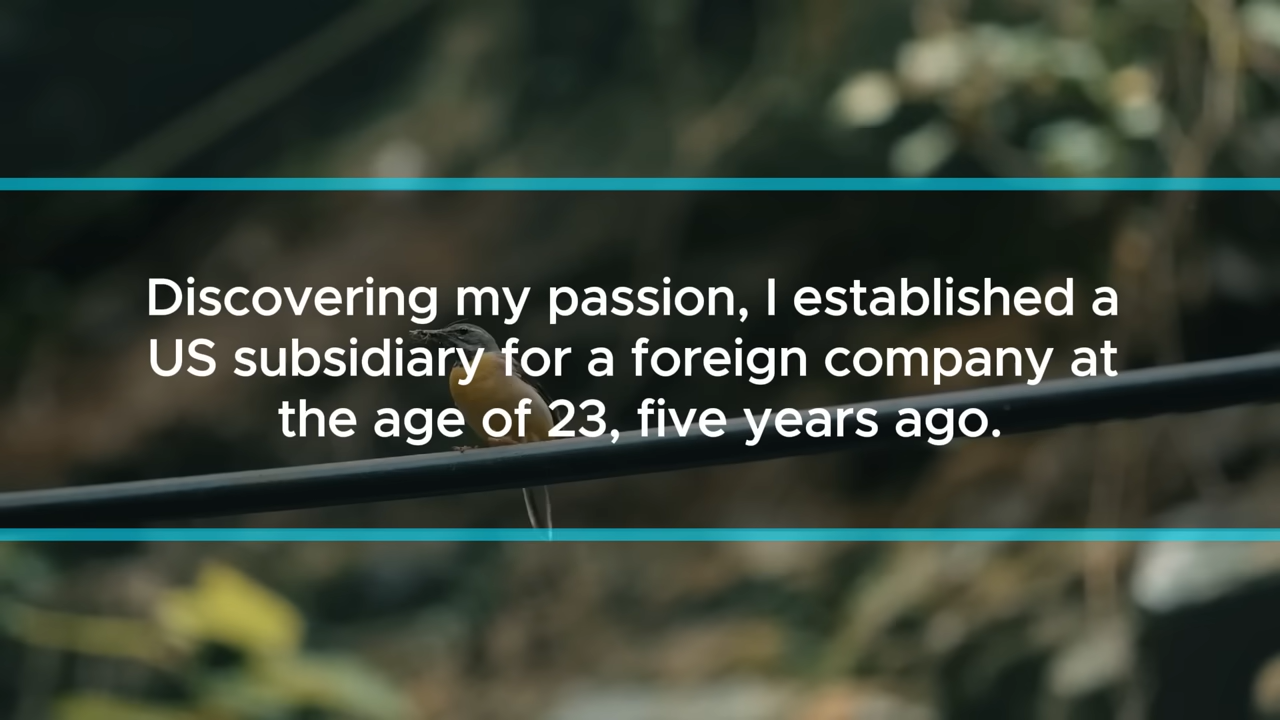 Discovering my passion, I established a
US subsidiary for a foreign company at
the age of 23, five years ago.